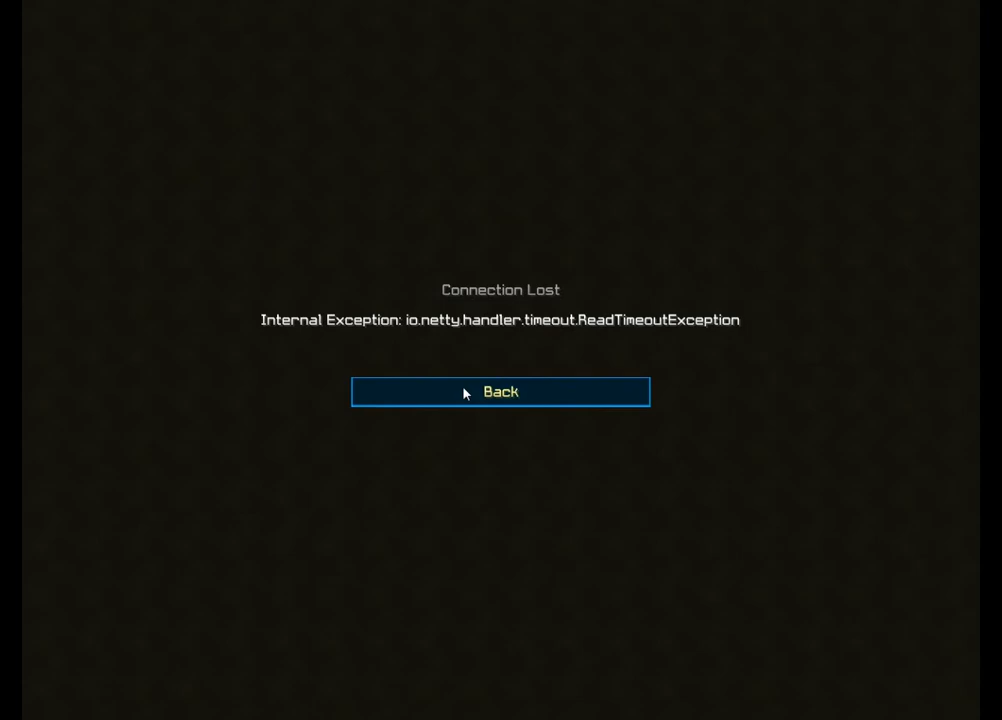 Connection Lost
Internal Exception: io.netty.handler.timeout.ReadTimeoutException
Back